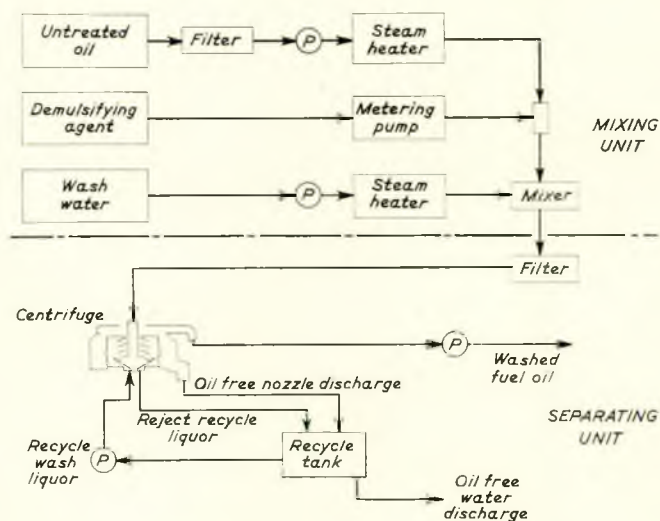 Untreated
oil
Filter
P
Steam
heater
Demulsifying
agent
Metering
pump
MIXING
UNIT
Wash
water
P
Steam
heater
Mixer
Filter
Centrifuge
P
Washed
fuel oil
Oil free nozzle discharge
Reject recycle
liquor
SEPARATING
UNIT
Recycle
wash
liquor
P
Recycle
tank
Oil free
water
discharge